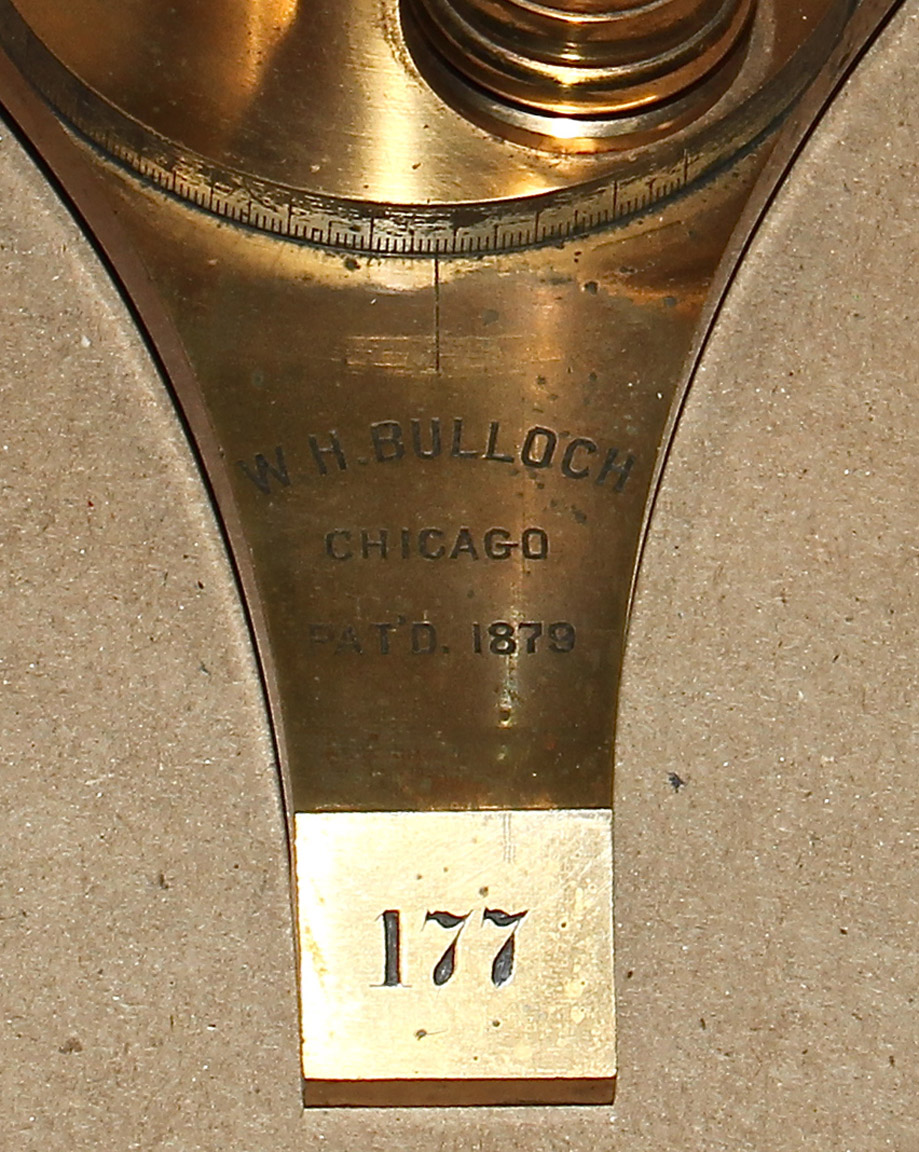 W.H.BULLOCH
CHICAGO
PAT'D. 1879
177